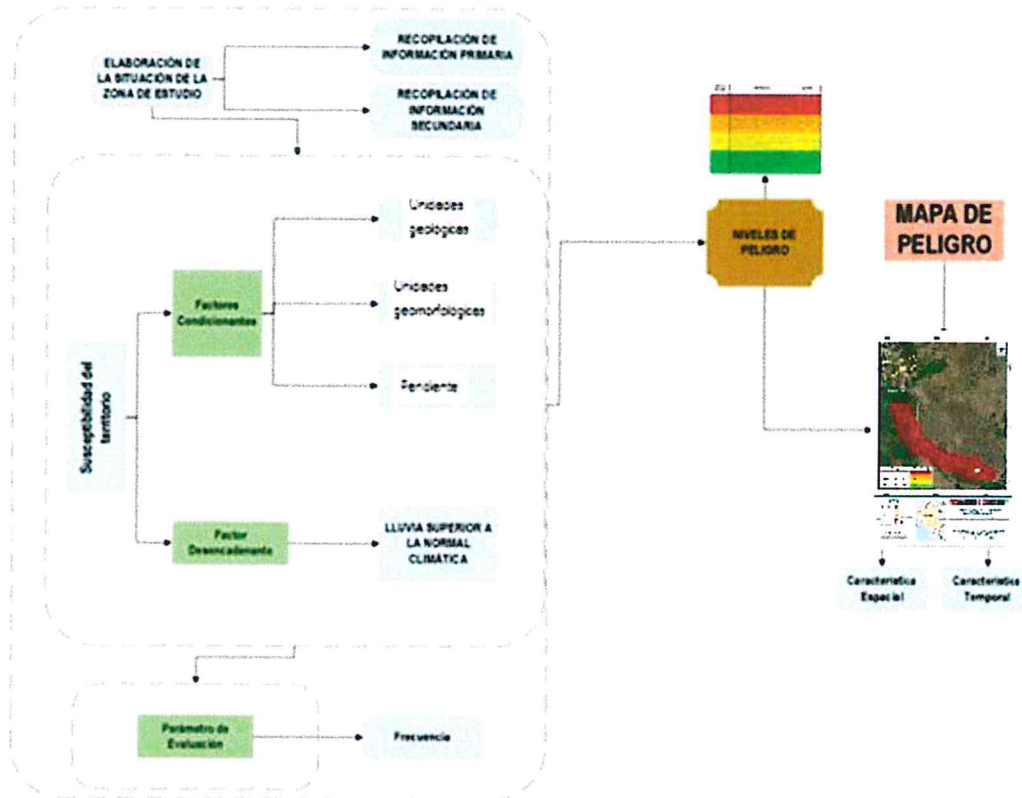 ELABORACIÓN DE
LA SITUACIÓN DE LA
ZONA DE ESTUDIO
RECOPILACIÓN DE
INFORMACIÓN PRIMARIA
RECOPILACIÓN DE
INFORMACIÓN
SECUNDARIA
Susceptibilidad del
territorio
Factores
Condicionantes
Unidades
geológicas
Unidades
geomorfológicas
Pendiente
Factor
Desencadenante
LLUVIA SUPERIOR A
LA NORMAL
CLIMÁTICA
Parámetro de
Evaluación
Frecuencia
NIVELES DE
PELIGRO
MAPA DE
PELIGRO
Característica
Espacial
Característica
Temporal